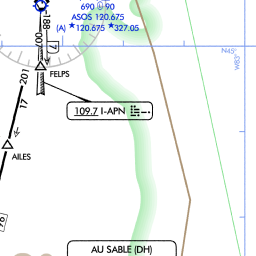 690 90
ASOS 120.675
(A) *120.675 *327.05
188
007
7
FELPS
N45°
W83°
201
17
109.7 I-APN
AILES
AU SABLE (DH)